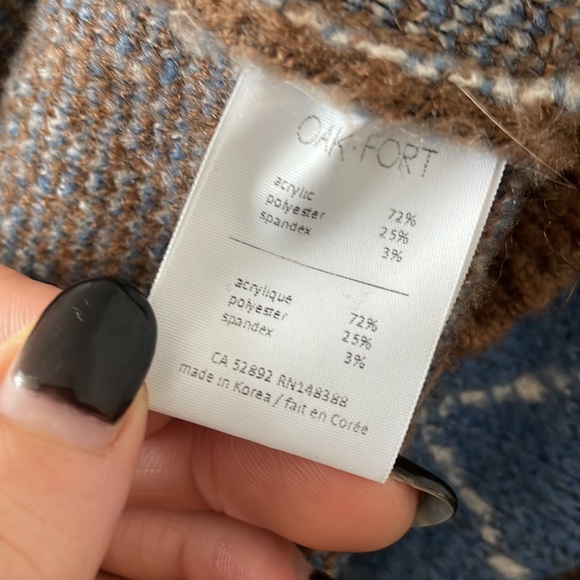 OAK+FORT
acrylic 72%
polyester 25%
spandex 3%
acrylique 72%
polyester 25%
spandex 3%
CA 52892 RN148388
made in Korea / fait en Corée